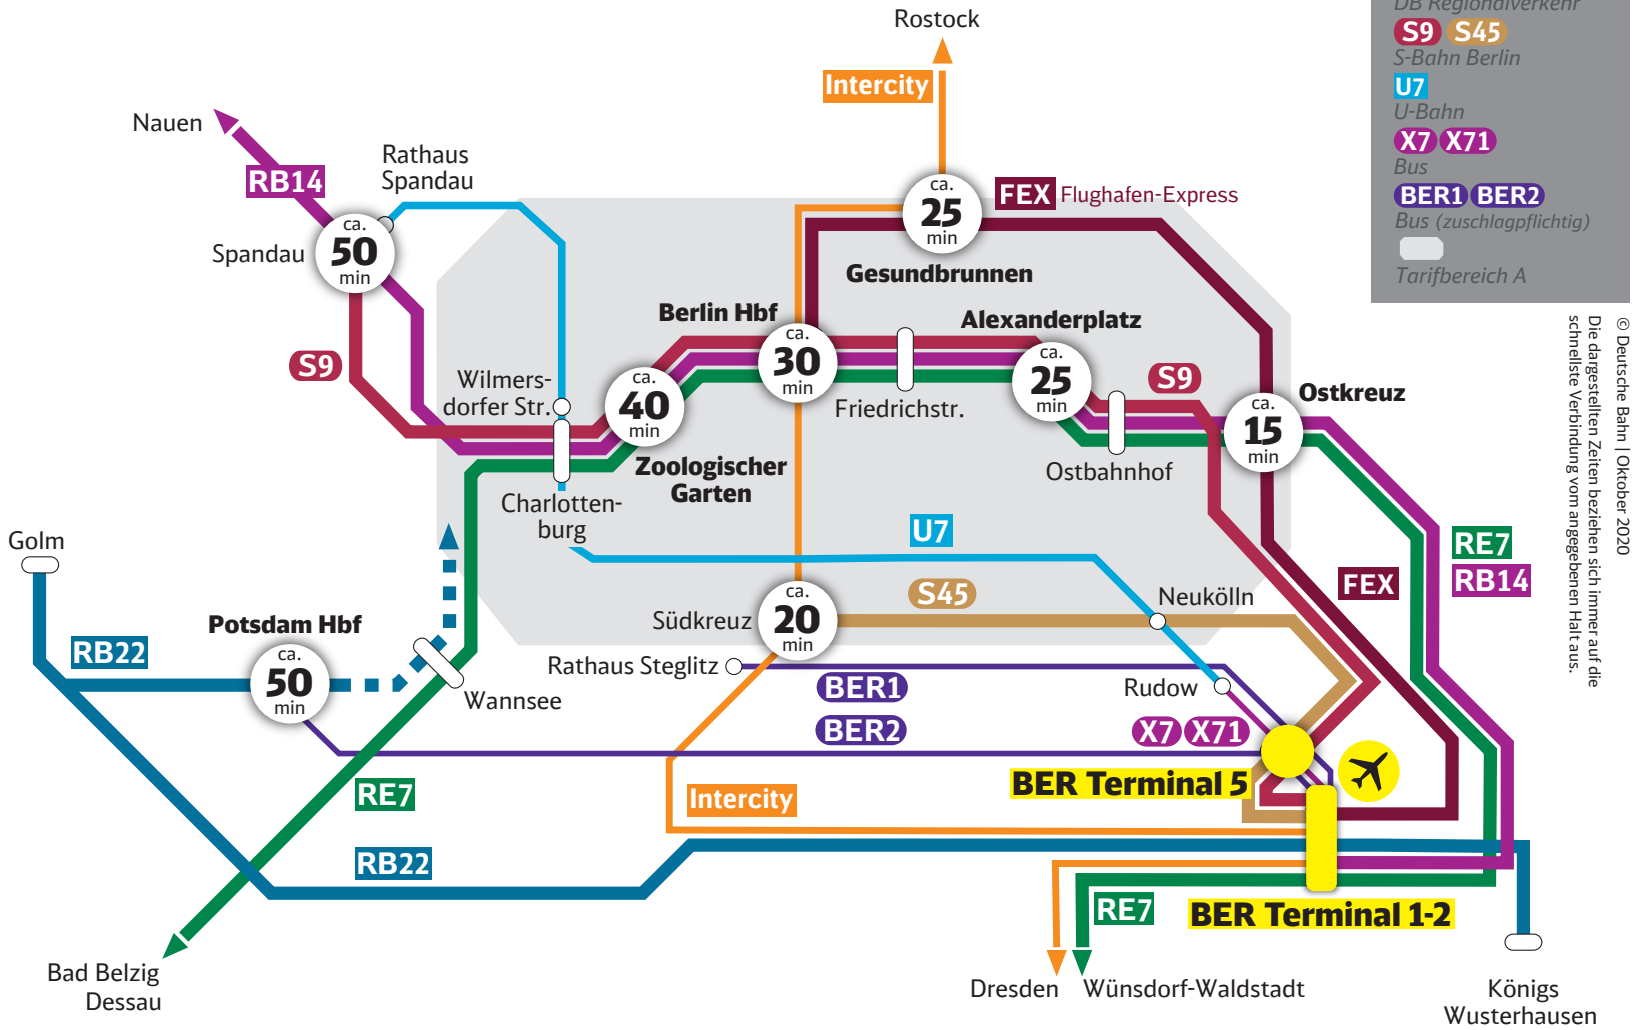 Rostock
Intercity
Nauen
RB14
Rathaus
Spandau
ca.
50
min
Spandau
ca.
25
min
FEX Flughafen-Express
Gesundbrunnen
Berlin Hbf
Alexanderplatz
S9
Wilmers-
dorfer Str.
ca.
40
min
ca.
30
min
Friedrichstr.
ca.
25
min
S9
Ostkreuz
ca.
15
min
Zoologischer
Garten
Ostbahnhof
Charlotten-
burg
Golm
U7
RE7
RB14
FEX
S45
Neukölln
Potsdam Hbf
Südkreuz
ca.
20
min
RB22
ca.
50
min
Rathaus Steglitz
Rudow
Wannsee
BER1
BER2
X7 X71
BER Terminal 5
RE7
Intercity
RB22
RE7
BER Terminal 1-2
Bad Belzig
Dessau
Dresden
Wünsdorf-Waldstadt
Königs
Wusterhausen
DB Regionalverkehr
S9 S45
S-Bahn Berlin
U7
U-Bahn
X7 X71
Bus
BER1 BER2
Bus (zuschlagpflichtig)
Tarifbereich A
© Deutsche Bahn | Oktober 2020
Die dargestellten Zeiten beziehen sich immer auf die
schnellste Verbindung vom angegebenen Halt aus.